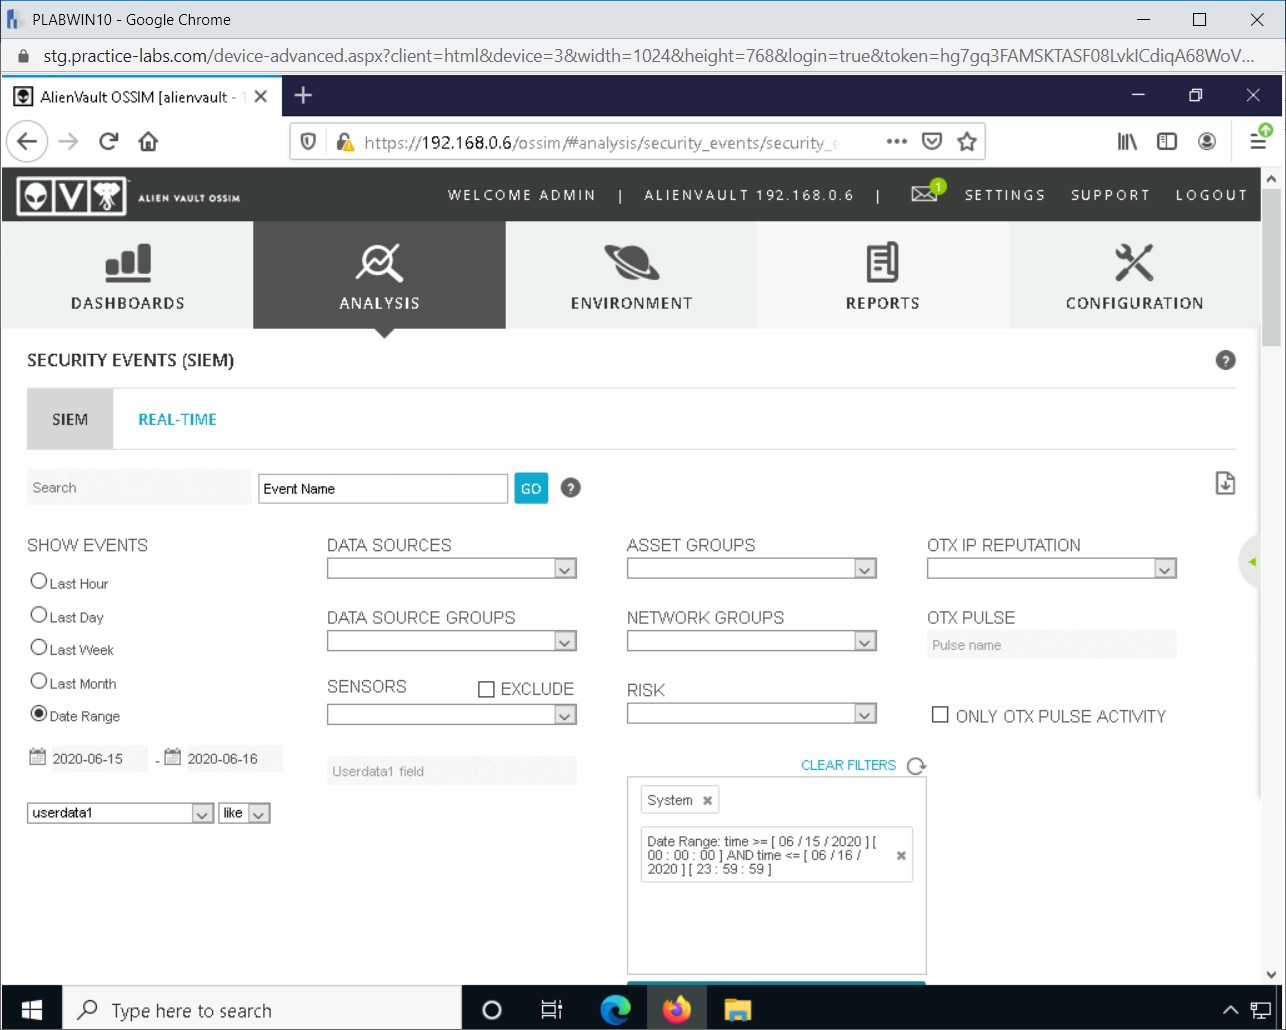 PLABWIN10 - Google Chrome
stg.practice-labs.com/device-advanced.aspx?client=html&device=3&width=1024&height=768&login=true&token=hg7gq3FAMSKTASF08LvkICdiqA68WoV...
AlienVault OSSIM [alienvault - 1
https://192.168.0.6/ossim/#analysis/security_events/security_e
ALIEN VAULT OSSIM
WELCOME ADMIN | ALIENVAULT 192.168.0.6 | 1 SETTINGS SUPPORT LOGOUT
DASHBOARDS ANALYSIS ENVIRONMENT REPORTS CONFIGURATION
SECURITY EVENTS (SIEM)
SIEM REAL-TIME
Search Event Name GO
SHOW EVENTS DATA SOURCES ASSET GROUPS OTX IP REPUTATION
Last Hour
Last Day DATA SOURCE GROUPS NETWORK GROUPS OTX PULSE
Last Week Pulse name
Last Month SENSORS EXCLUDE RISK
Date Range ONLY OTX PULSE ACTIVITY
2020-06-15 - 2020-06-16
Userdata1 field CLEAR FILTERS
userdata1 like System
Date Range: time >= [ 06 / 15 / 2020 ] [
00 : 00 : 00 ] AND time <= [ 06 / 16 /
2020 ] [ 23 : 59 : 59 ]
Type here to search